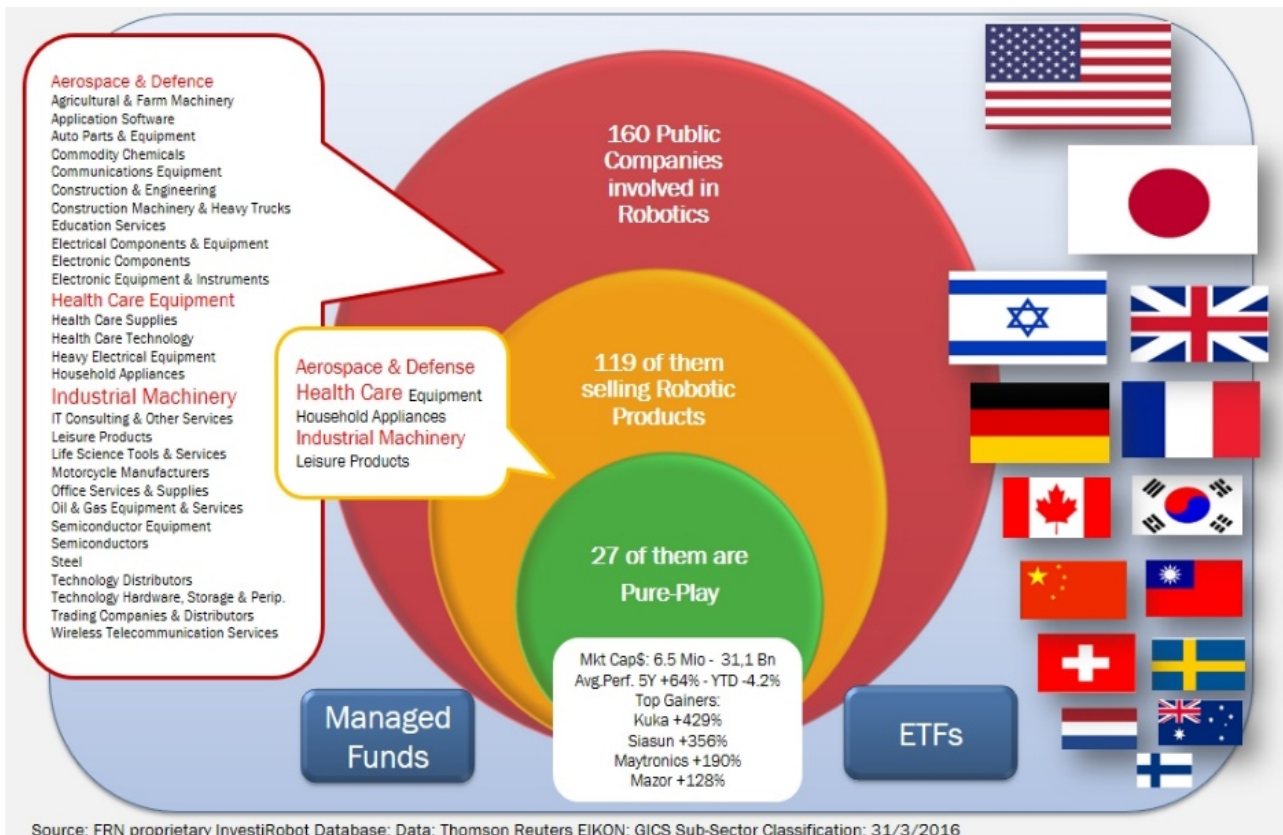 Aerospace & Defence
Agricultural & Farm Machinery
Application Software
Auto Parts & Equipment
Commodity Chemicals
Communications Equipment
Construction & Engineering
Construction Machinery & Heavy Trucks
Education Services
Electrical Components & Equipment
Electronic Components
Electronic Equipment & Instruments
Health Care Equipment
Health Care Supplies
Health Care Technology
Heavy Electrical Equipment
Household Appliances
Industrial Machinery
IT Consulting & Other Services
Leisure Products
Life Science Tools & Services
Motorcycle Manufacturers
Office Services & Supplies
Oil & Gas Equipment & Services
Semiconductor Equipment
Semiconductors
Steel
Technology Distributors
Technology Hardware, Storage & Perip.
Trading Companies & Distributors
Wireless Telecommunication Services
160 Public
Companies
involved in
Robotics
Aerospace & Defense
Health Care Equipment
Household Appliances
Industrial Machinery
Leisure Products
119 of them
selling Robotic
Products
27 of them are
Pure-Play
Mkt Cap$: 6.5 Mio - 31,1 Bn
Avg.Perf. 5Y +64% - YTD -4.2%
Top Gainers:
Kuka +429%
Siasun +356%
Maytronics +190%
Mazor +128%
Managed
Funds
ETFs
Source: FRN proprietary InvestiRobot Database; Data: Thomson Reuters EIKON; GICS Sub-Sector Classification; 31/3/2016